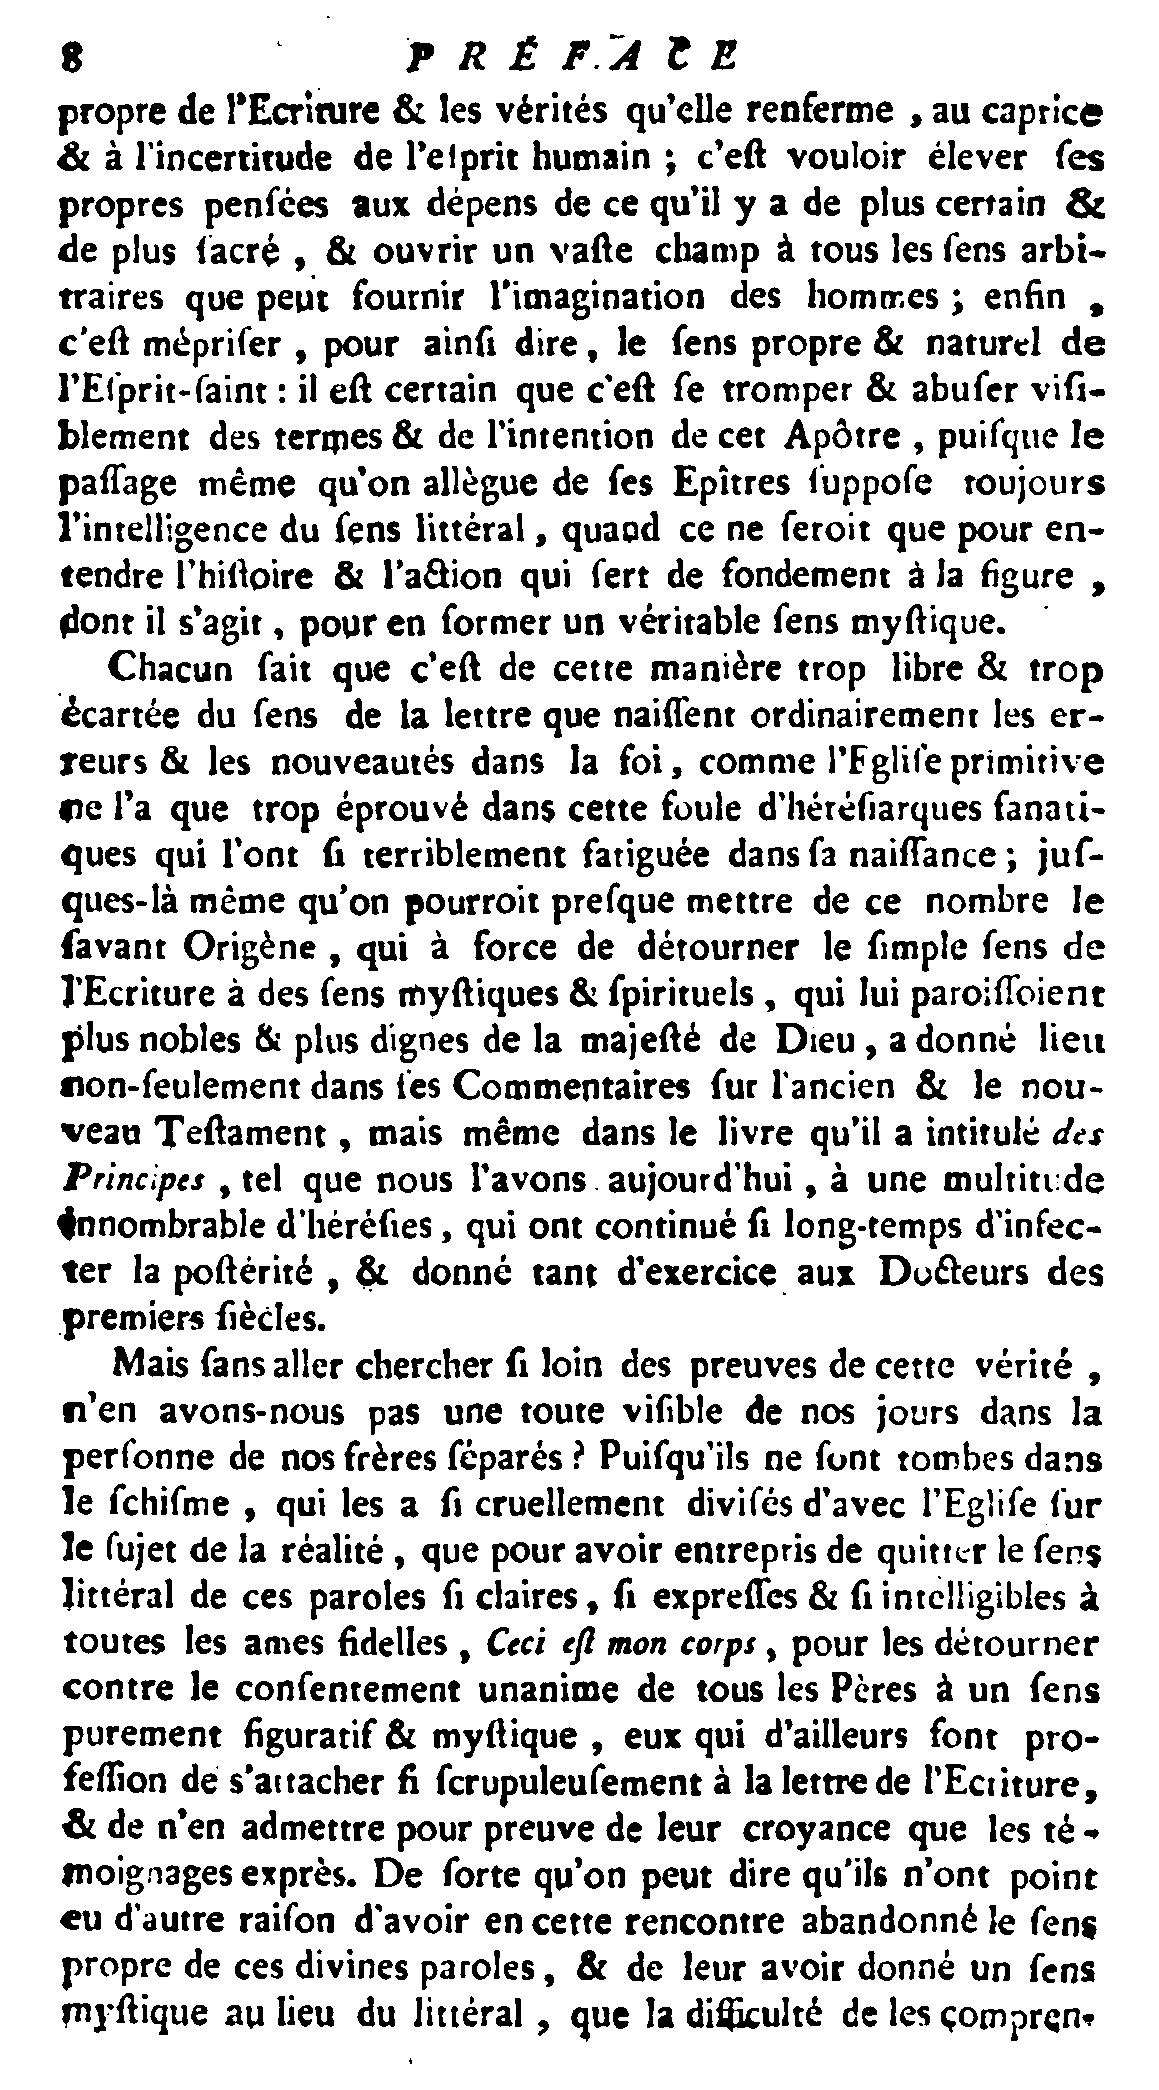 8 PRÉFACE
propre de l'Ecriture & les vérités qu'elle renferme , au caprice
& à l'incertitude de l'eſprit humain ; c'eſt vouloir élever ſes
propres penſées aux dépens de ce qu'il y a de plus certain &
de plus ſacré , & ouvrir un vaſte champ à tous les ſens arbi-
traires que peut fournir l'imagination des hommes ; enfin ,
c'eſt mépriſer , pour ainſi dire , le ſens propre & naturel de
l'Eſprit-ſaint : il eſt certain que c'eſt ſe tromper & abuſer viſi-
blement des termes & de l'intention de cet Apôtre , puiſque le
paſſage même qu'on allègue de ſes Epîtres ſuppoſe toujours
l'intelligence du ſens littéral , quand ce ne ſeroit que pour en-
tendre l'hiſtoire & l'action qui ſert de fondement à la figure ,
dont il s'agit , pour en former un véritable ſens myſtique.
Chacun ſait que c'eſt de cette manière trop libre & trop
écartée du ſens de la lettre que naiſſent ordinairement les er-
reurs & les nouveautés dans la foi , comme l'Egliſe primitive
ne l'a que trop éprouvé dans cette foule d'héréſiarques fanati-
ques qui l'ont ſi terriblement fatiguée dans ſa naiſſance ; juſ-
ques-là même qu'on pourroit preſque mettre de ce nombre le
ſavant Origène , qui à force de détourner le ſimple ſens de
l'Ecriture à des ſens myſtiques & ſpirituels , qui lui paroiſſoient
plus nobles & plus dignes de la majeſté de Dieu , a donné lieu
non-ſeulement dans ſes Commentaires ſur l'ancien & le nou-
veau Teſtament , mais même dans le livre qu'il a intitulé des
Principes , tel que nous l'avons aujourd'hui , à une multitude
innombrable d'héréſies , qui ont continué ſi long-temps d'infec-
ter la poſtérité , & donné tant d'exercice aux Docteurs des
premiers ſiècles.
Mais ſans aller chercher ſi loin des preuves de cette vérité ,
n'en avons-nous pas une toute viſible de nos jours dans la
perſonne de nos frères ſéparés ? Puiſqu'ils ne ſont tombes dans
le ſchiſme , qui les a ſi cruellement diviſés d'avec l'Egliſe ſur
le ſujet de la réalité , que pour avoir entrepris de quitter le ſens
littéral de ces paroles ſi claires , ſi expreſſes & ſi intelligibles à
toutes les ames fidelles , Ceci eſt mon corps , pour les détourner
contre le conſentement unanime de tous les Pères à un ſens
purement figuratif & myſtique , eux qui d'ailleurs font pro-
feſſion de s'attacher ſi ſcrupuleuſement à la lettre de l'Ecriture,
& de n'en admettre pour preuve de leur croyance que les té-
moignages exprès. De ſorte qu'on peut dire qu'ils n'ont point
eu d'autre raiſon d'avoir en cette rencontre abandonné le ſens
propre de ces divines paroles , & de leur avoir donné un ſens
myſtique au lieu du littéral , que la difficulté de les compren-